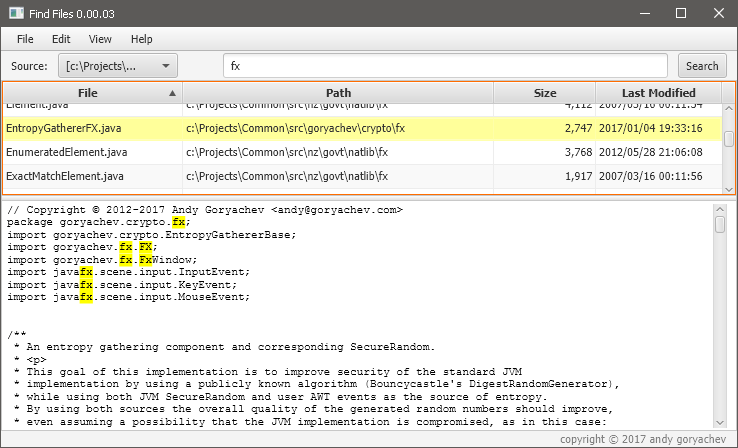 Find Files 0.00.03
File Edit View Help
Source: [c:\Projects\... fx Search
File Path Size Last Modified
Element.java c:\Projects\Common\src\nz\govt\natlib\fx 4,112 2007/03/16 00:11:54
EntropyGathererFX.java c:\Projects\Common\src\goryachev\crypto\fx 2,747 2017/01/04 19:33:16
EnumeratedElement.java c:\Projects\Common\src\nz\govt\natlib\fx 3,768 2012/05/28 21:06:08
ExactMatchElement.java c:\Projects\Common\src\nz\govt\natlib\fx 1,917 2007/03/16 00:11:56
// Copyright © 2012-2017 Andy Goryachev <andy@goryachev.com>
package goryachev.crypto.fx;
import goryachev.crypto.EntropyGathererBase;
import goryachev.fx.FX;
import goryachev.fx.FxWindow;
import javafx.scene.input.InputEvent;
import javafx.scene.input.KeyEvent;
import javafx.scene.input.MouseEvent;
/**
* An entropy gathering component and corresponding SecureRandom.
* <p>
* This goal of this implementation is to improve security of the standard JVM
* implementation by using a publicly known algorithm (Bouncycastle's DigestRandomGenerator),
* while using both JVM SecureRandom and user AWT events as the source of entropy.
* By using both sources the overall quality of the generated random numbers should improve,
* even assuming a possibility that the JVM implementation is compromised, as in this case:
copyright © 2017 andy goryachev